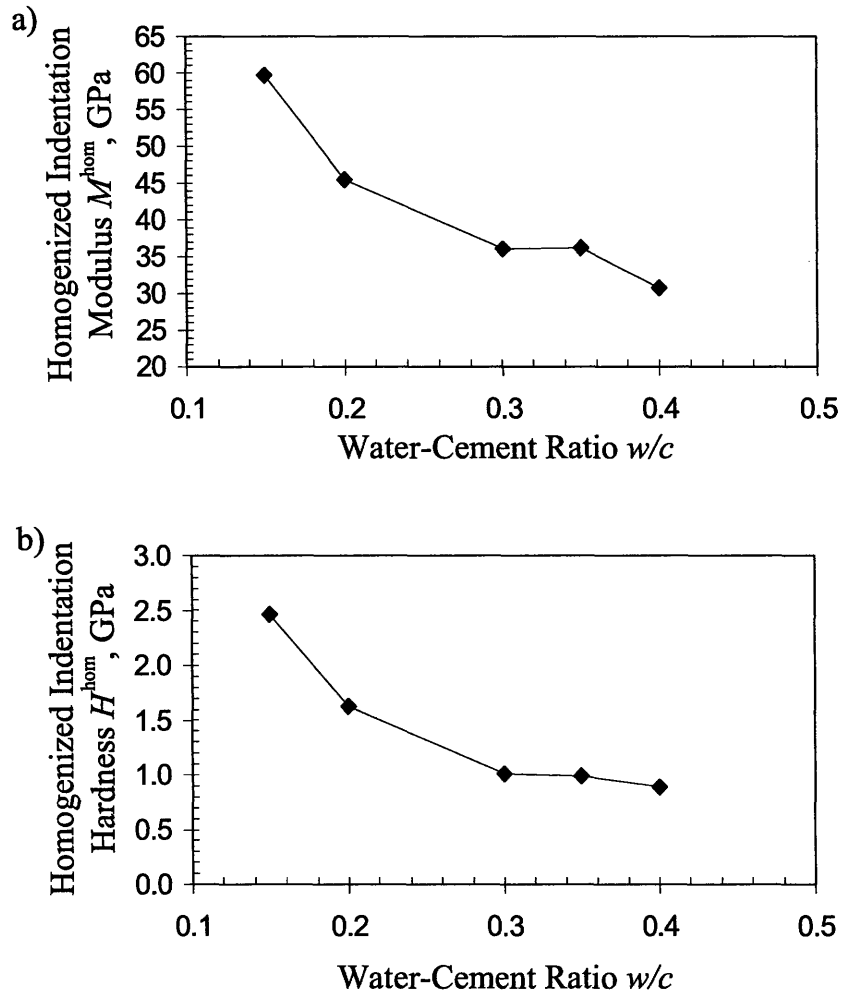 a)
Homogenized Indentation
Modulus M^hom, GPa
65
60
55
50
45
40
35
30
25
20
0.1 0.2 0.3 0.4 0.5
Water-Cement Ratio w/c
b)
Homogenized Indentation
Hardness H^hom, GPa
3.0
2.5
2.0
1.5
1.0
0.5
0.0
0.1 0.2 0.3 0.4 0.5
Water-Cement Ratio w/c